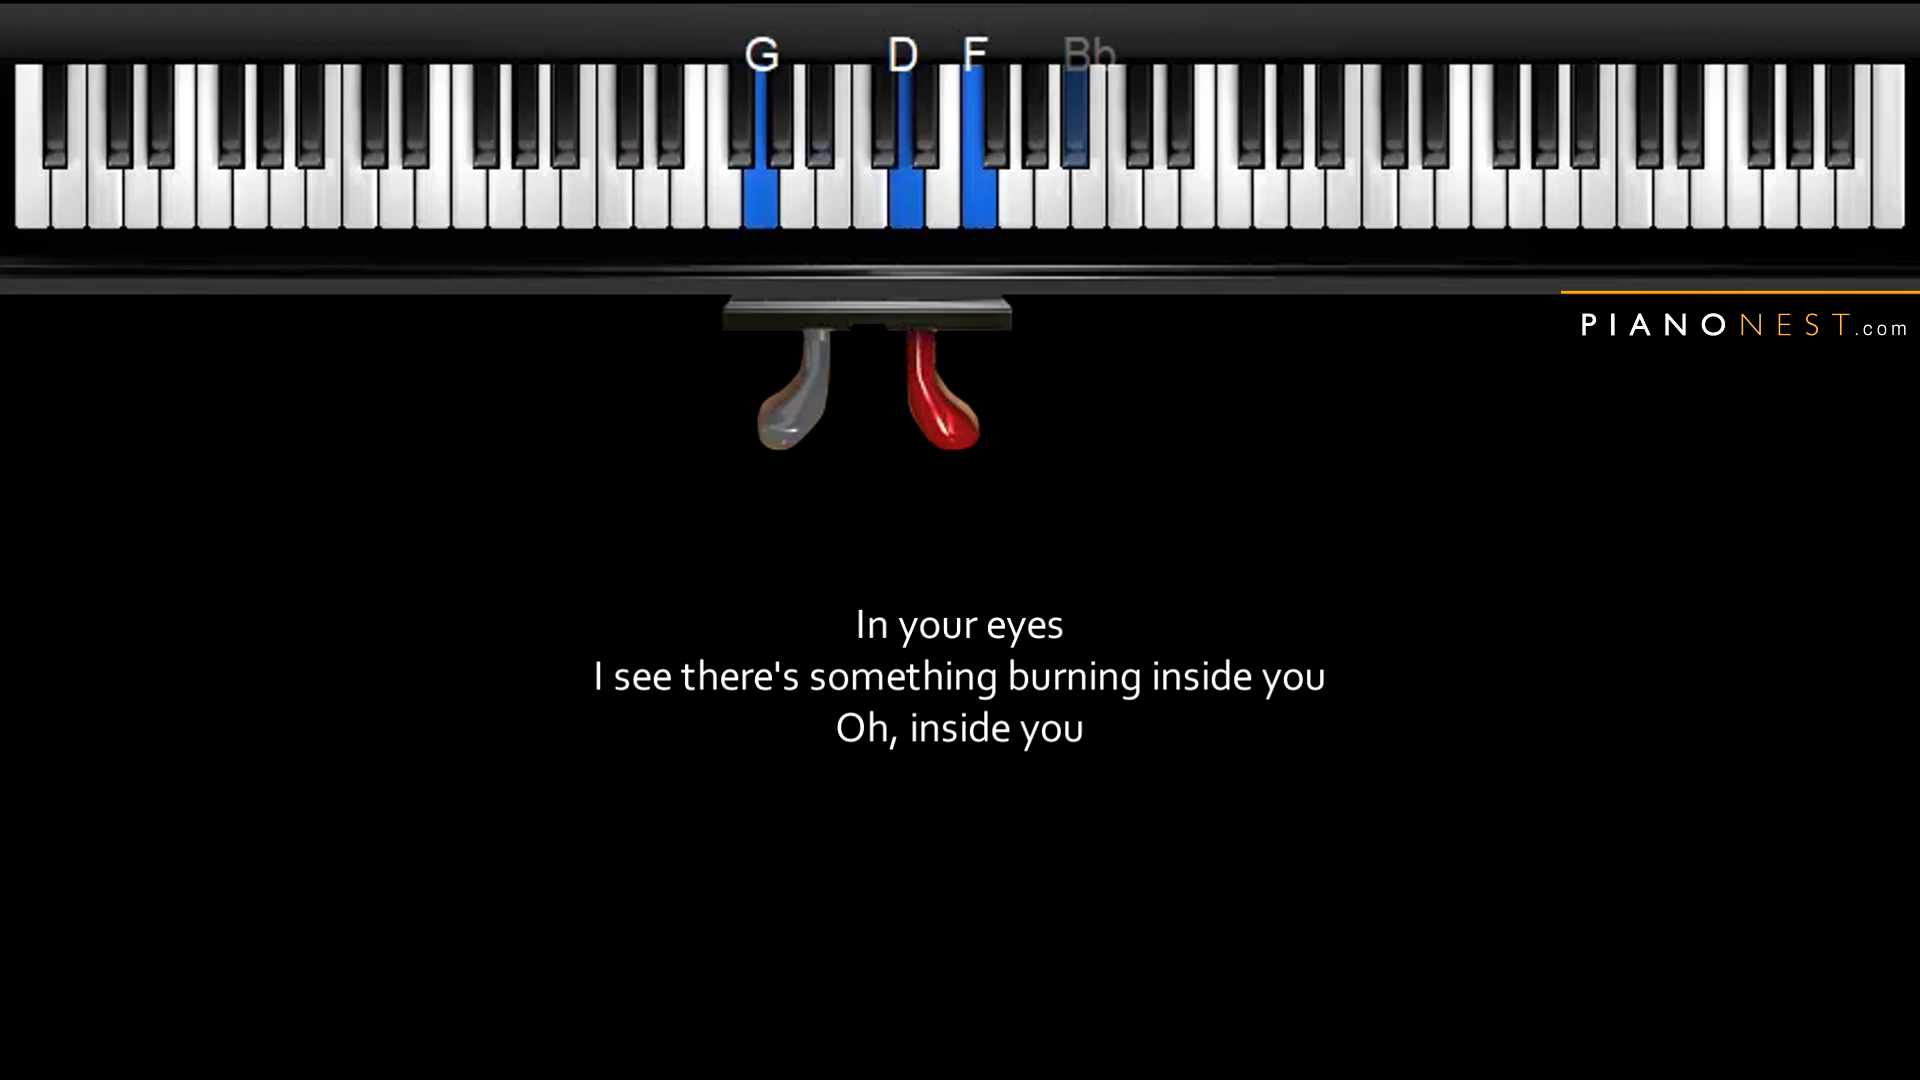 G D F Bb
PIANONEST.com
In your eyes
I see there's something burning inside you
Oh, inside you